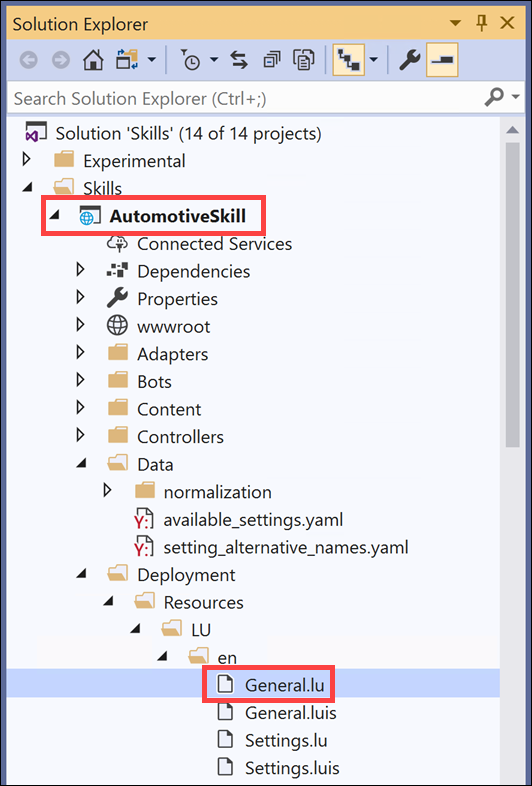 Solution Explorer
Search Solution Explorer (Ctrl+;)
Solution 'Skills' (14 of 14 projects)
Experimental
Skills
AutomotiveSkill
Connected Services
Dependencies
Properties
wwwroot
Adapters
Bots
Content
Controllers
Data
normalization
Y: available_settings.yaml
Y: setting_alternative_names.yaml
Deployment
Resources
LU
en
General.lu
General.luis
Settings.lu
Settings.luis